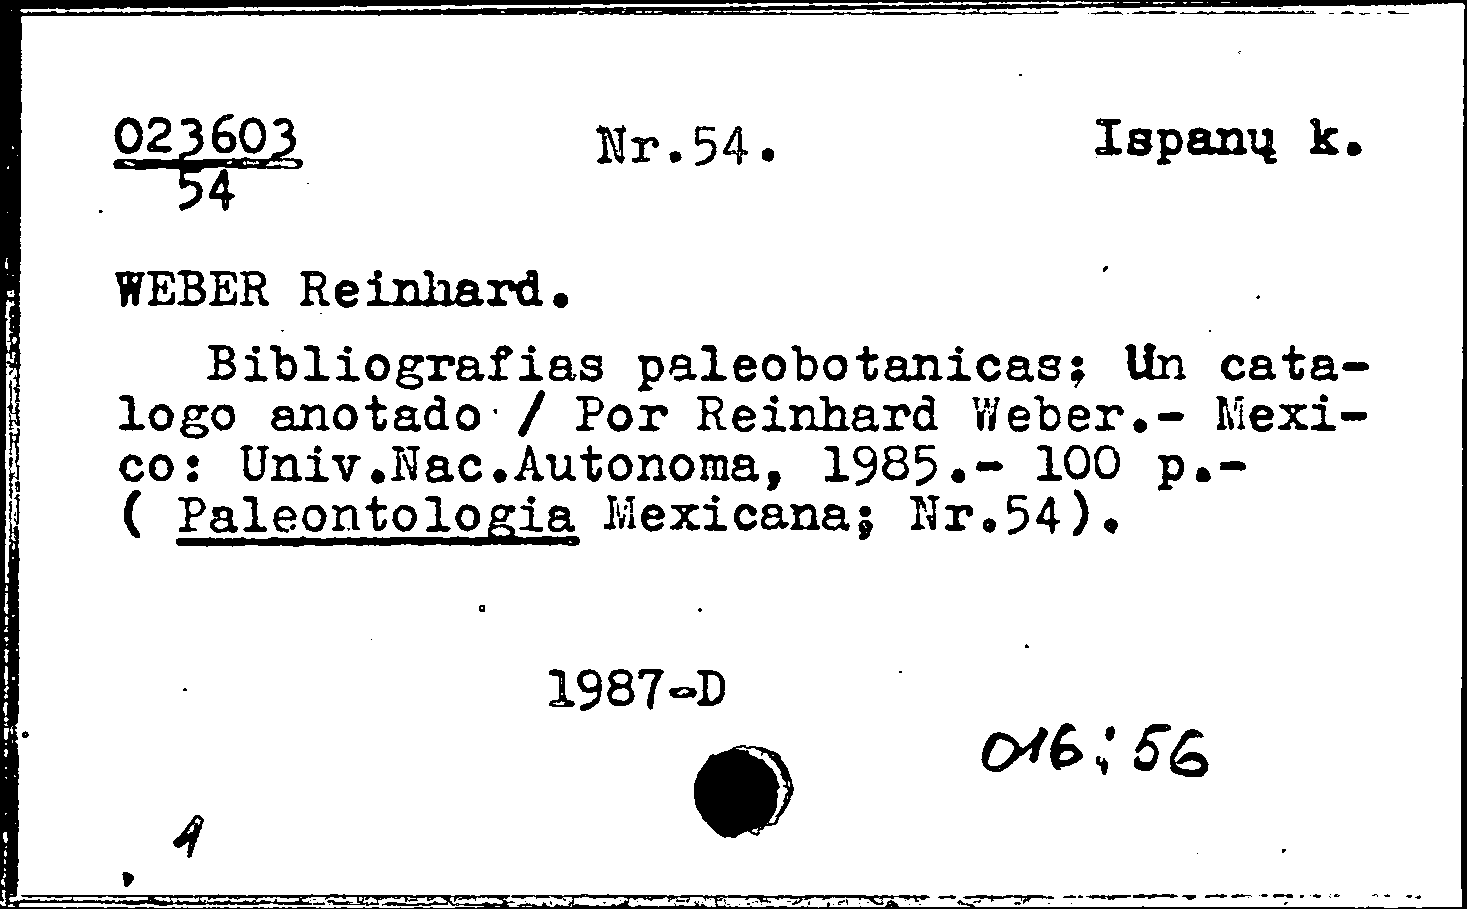 023603 Nr.54. Ispanų k.
54
WEBER Reinhard.
Bibliografias paleobotanicas; Un cata-
logo anotado / Por Reinhard Weber.- Mexi-
co: Univ.Nac.Autonoma, 1985.- 100 p.-
( Paleontologia Mexicana; Nr.54).
1987-D
016:56
1